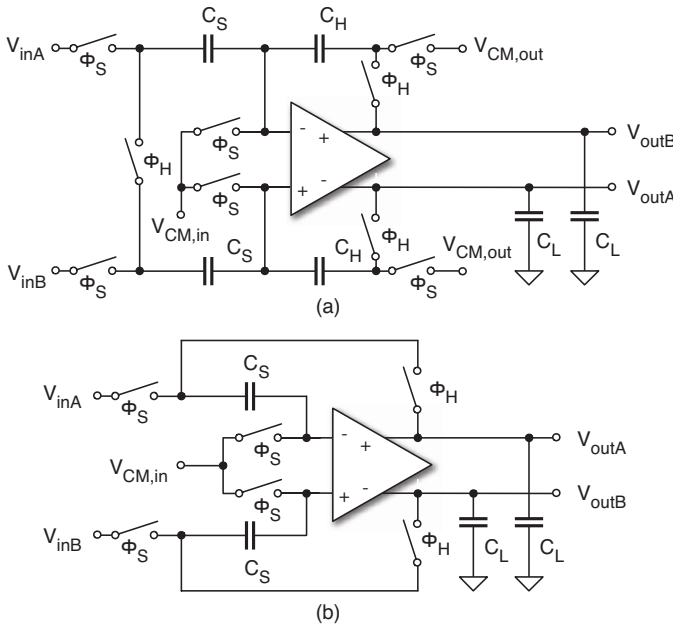 C_S C_H
V_inA Φ_S Φ_S V_CM,out
Φ_H
- +
V_outB
Φ_S
Φ_H
Φ_S
+ -
V_outA
V_CM,in
Φ_H
C_S C_H V_CM,out C_L C_L
V_inB Φ_S Φ_S
(a)
C_S
V_inA Φ_S Φ_H
- +
V_outA
Φ_S
V_CM,in
Φ_S
+ -
V_outB
V_inB Φ_S Φ_H
C_S C_L C_L
(b)